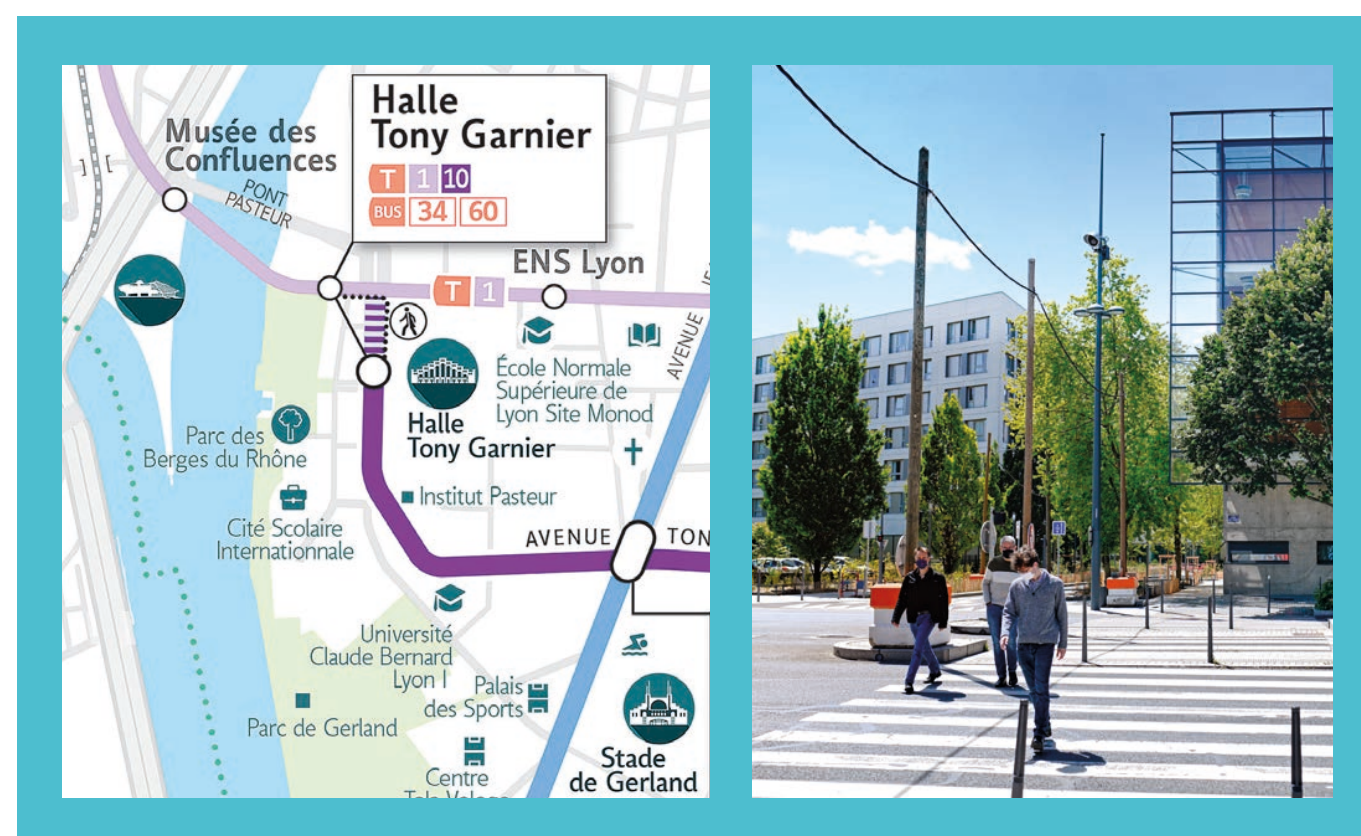 Halle
Tony Garnier
T 1 10
BUS 34 60
Musée des
Confluences
PONT
PASTEUR
T 1
ENS Lyon
AVENUE
École Normale
Supérieure de
Lyon Site Monod
Halle
Tony Garnier
Parc des
Berges du Rhône
Institut Pasteur
Cité Scolaire
Internationnale
AVENUE
TON
Université
Claude Bernard
Lyon I
Palais
des Sports
Parc de Gerland
Stade
de Gerland
Centre